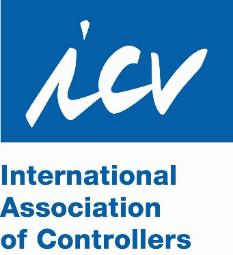 icv
International
Association
of Controllers